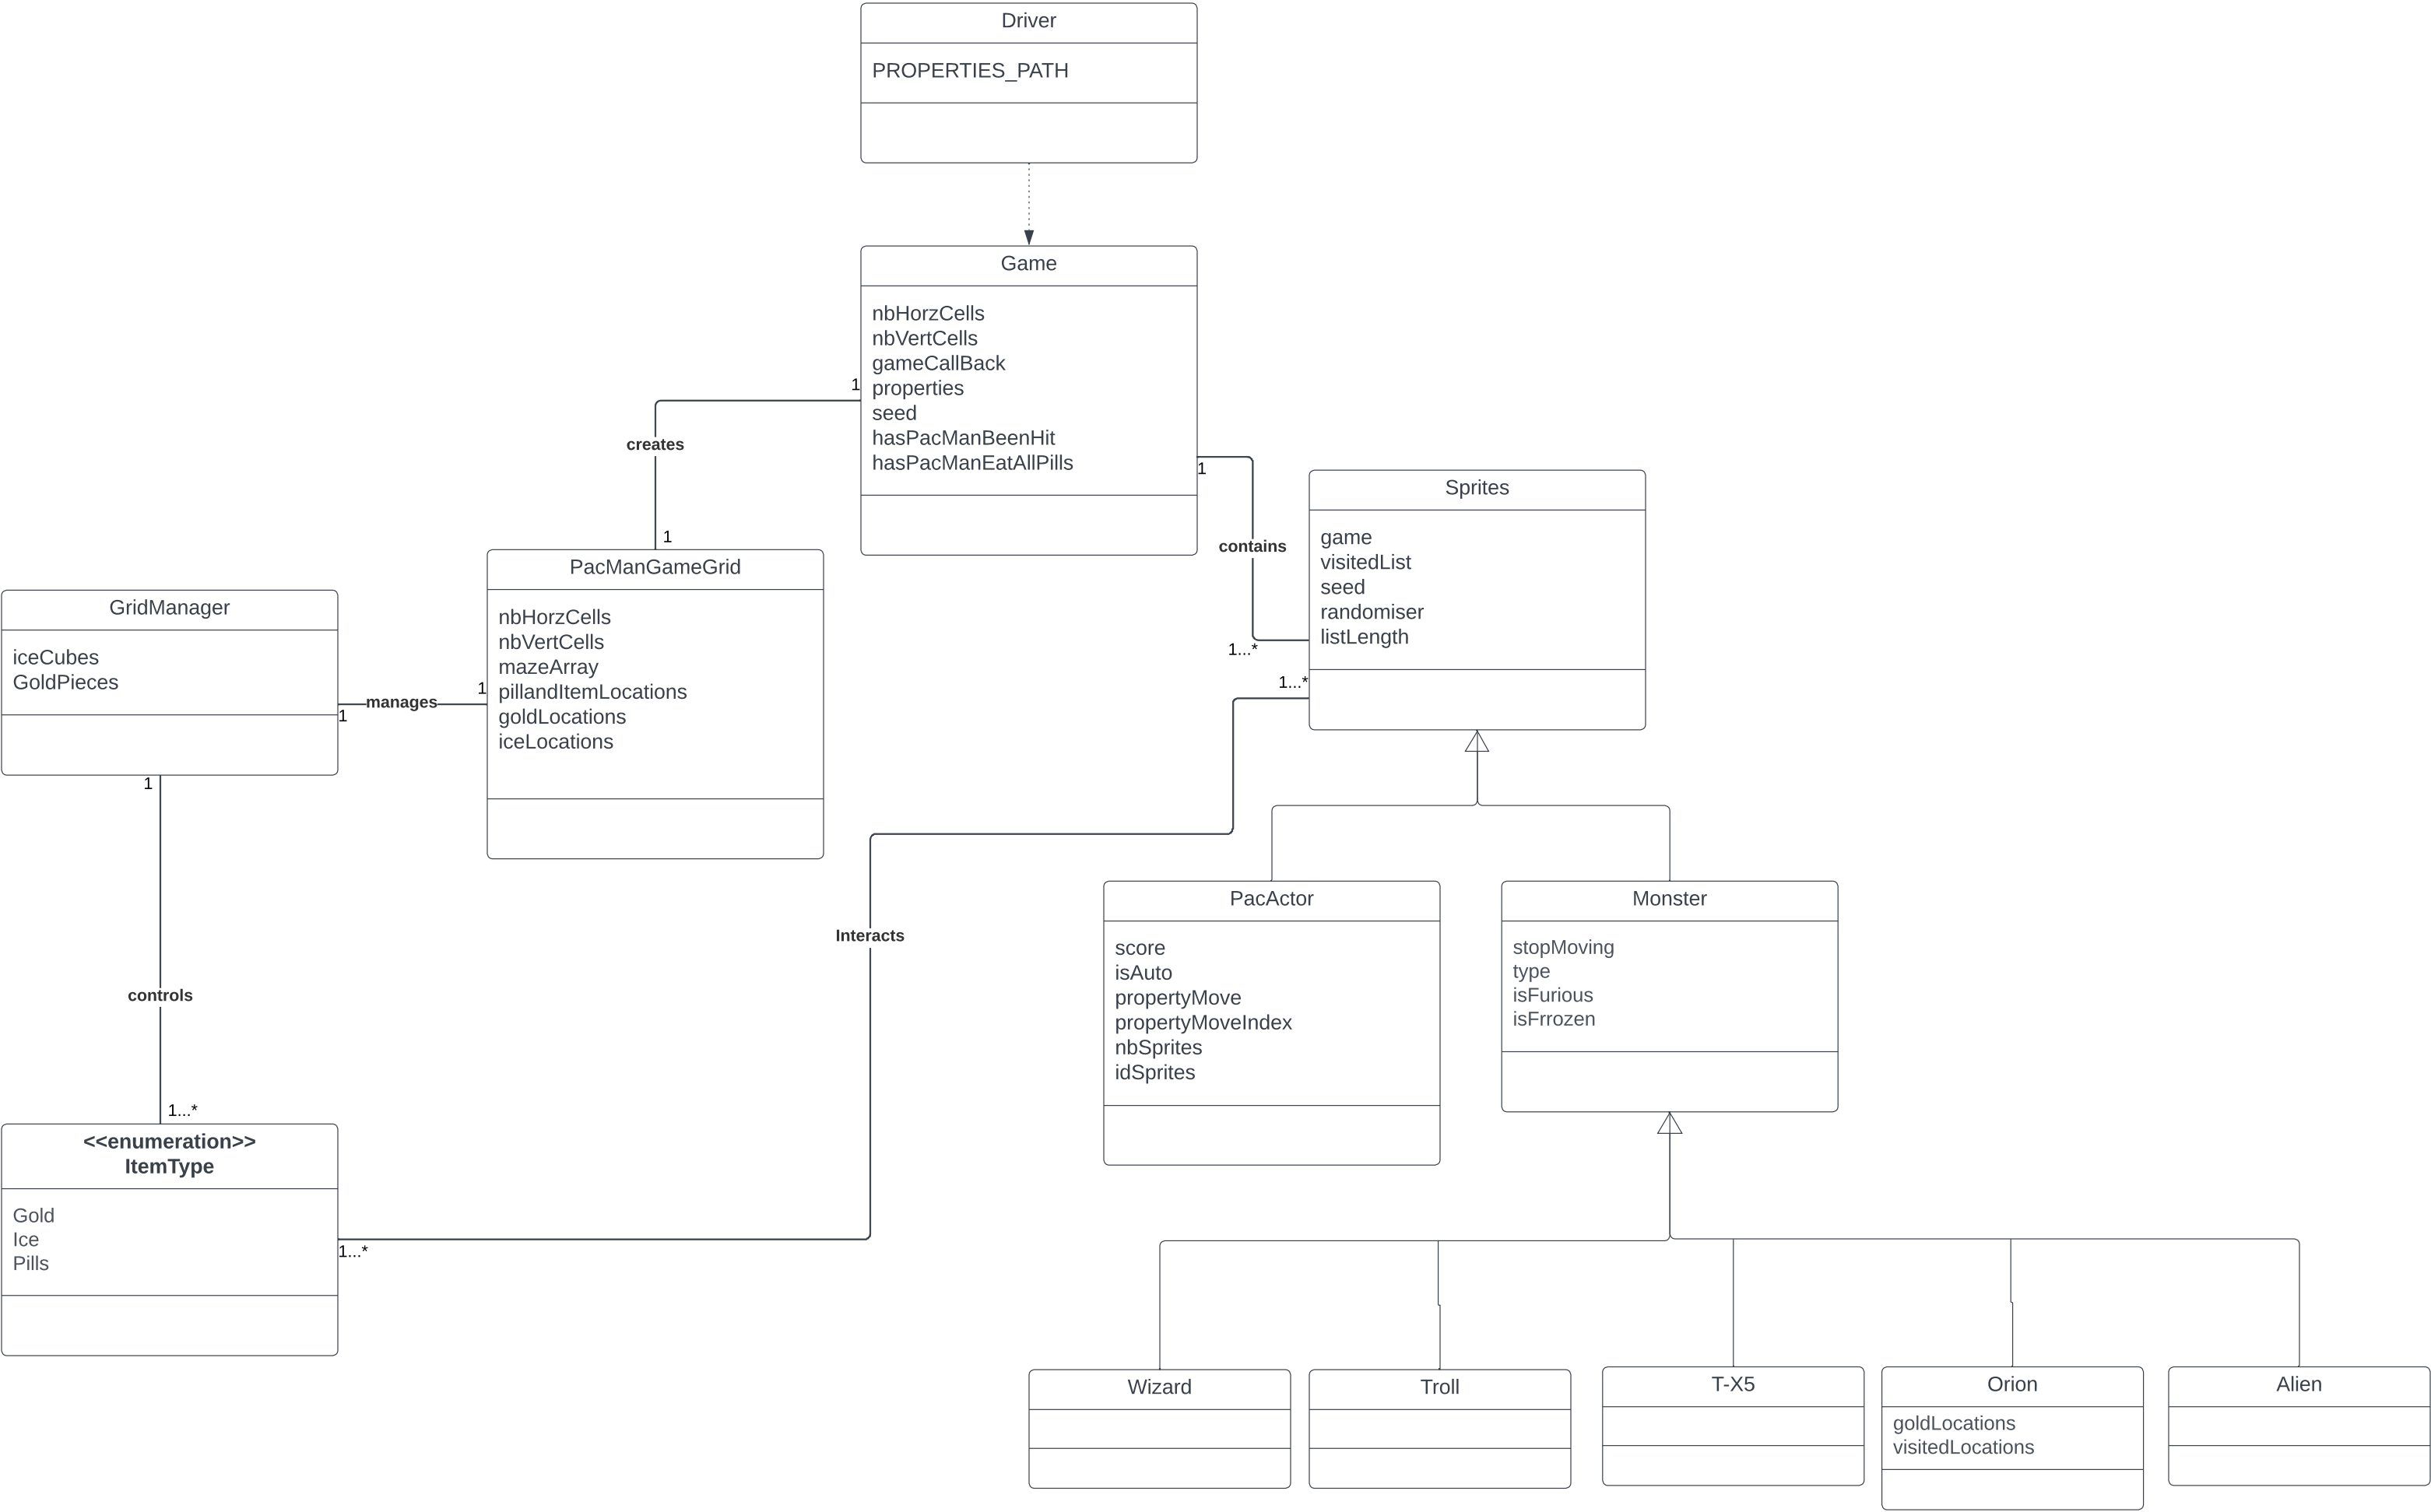 Driver
PROPERTIES_PATH
Game
nbHorzCells
nbVertCells
gameCallBack
properties
seed
hasPacManBeenHit
hasPacManEatAllPills
1
creates
1
1
contains
1...*
Sprites
game
visitedList
seed
randomiser
listLength
1...*
PacManGameGrid
nbHorzCells
nbVertCells
mazeArray
pillandItemLocations
goldLocations
iceLocations
GridManager
iceCubes
GoldPieces
1
manages
1
1
controls
1...*
Interacts
PacActor
score
isAuto
propertyMove
propertyMoveIndex
nbSprites
idSprites
Monster
stopMoving
type
isFurious
isFrrozen
<<enumeration>>
ItemType
Gold
Ice
Pills
1...*
Wizard
Troll
T-X5
Orion
goldLocations
visitedLocations
Alien